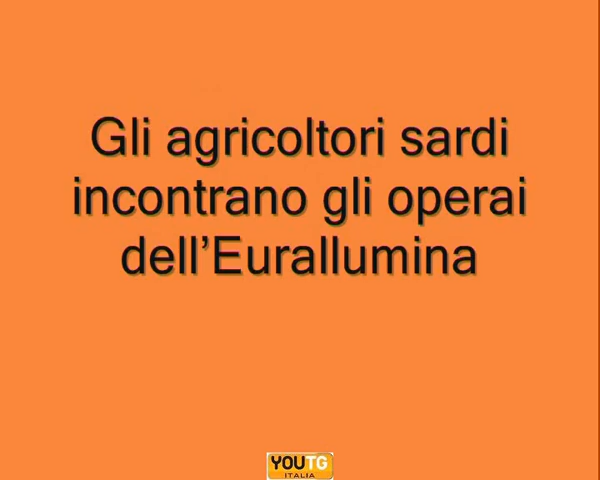 Gli agricoltori sardi
incontrano gli operai
dell’Eurallumina
YOUTG
ITALIA